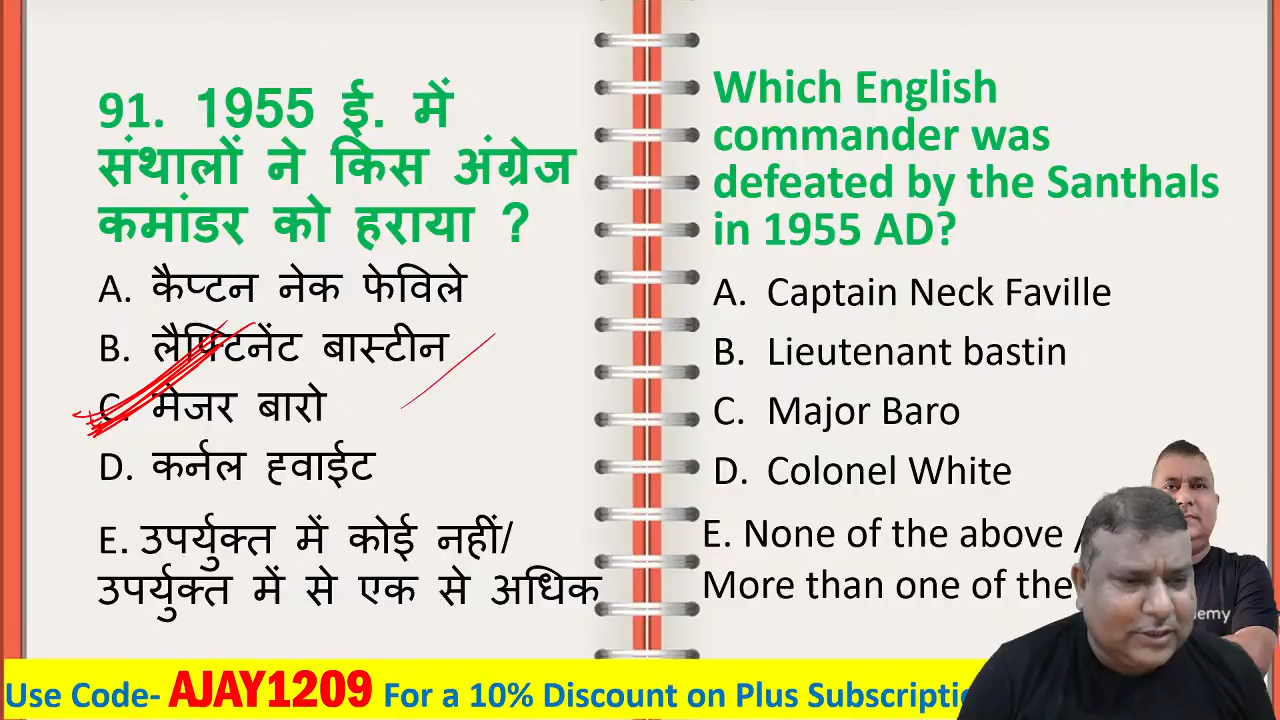 91. 1955 ई. में
संथालों ने किस अंग्रेज
कमांडर को हराया ?
A. कैप्टन नेक फेविले
B. लैफ्टिनेंट बास्टीन
C. मेजर बारो
D. कर्नल ह्वाईट
E. उपर्युक्त में कोई नहीं/
उपर्युक्त में से एक से अधिक
Which English
commander was
defeated by the Santhals
in 1955 AD?
A. Captain Neck Faville
B. Lieutenant bastin
C. Major Baro
D. Colonel White
E. None of the above /
More than one of the
Use Code- AJAY1209 For a 10% Discount on Plus Subscriptio